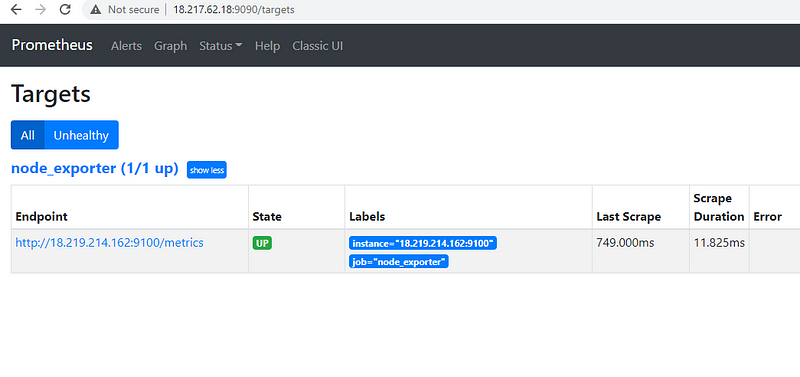 Not secure | 18.217.62.18:9090/targets
Prometheus Alerts Graph Status Help Classic UI
Targets
All Unhealthy
node_exporter (1/1 up) show less
Endpoint State Labels Last Scrape Scrape Duration Error
http://18.219.214.162:9100/metrics UP instance="18.219.214.162:9100" 749.000ms 11.825ms
job="node_exporter"